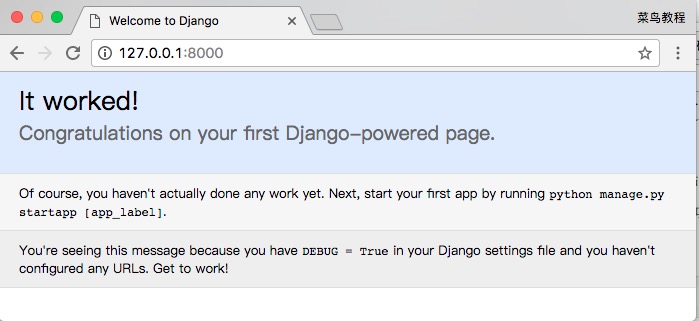 Welcome to Django
菜鸟教程
127.0.0.1:8000
It worked!
Congratulations on your first Django-powered page.
Of course, you haven't actually done any work yet. Next, start your first app by running python manage.py
startapp [app_label].
You're seeing this message because you have DEBUG = True in your Django settings file and you haven't
configured any URLs. Get to work!